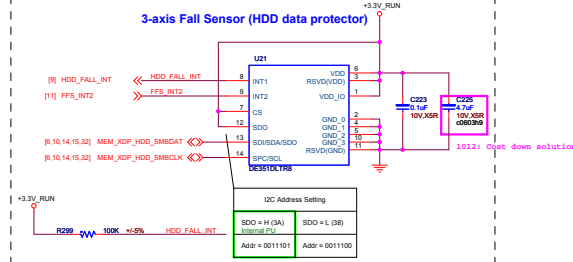 +3.3V_RUN
3-axis Fall Sensor (HDD data protector)
U21
[9] HDD_FALL_INT
HDD_FALL_INT
8
INT1
[11] FFS_INT2
FFS_INT2
9
INT2
7
CS
12
SDO
[6,10,14,15,32] MEM_XDP_HDD_SMBDAT
13
SDI/SDA/SDO
[6,10,14,15,32] MEM_XDP_HDD_SMBCLK
14
SPC/SCL
VDD
6
RSVD(VDD)
3
VDD_IO
1
GND_0
2
GND_1
4
GND_2
5
GND_3
10
RSVD(GND)
11
DE351DLTR8
C223
0.1uF
10V,X5R
C225
4.7uF
10V,X5R
c0603h9
1012: Cost down solution
I2C Address Setting
SDO = H (3A)
Internal PU
SDO = L (38)
Addr = 0011101
Addr = 0011100
+3.3V_RUN
R299
100K
+/-5%
HDD_FALL_INT